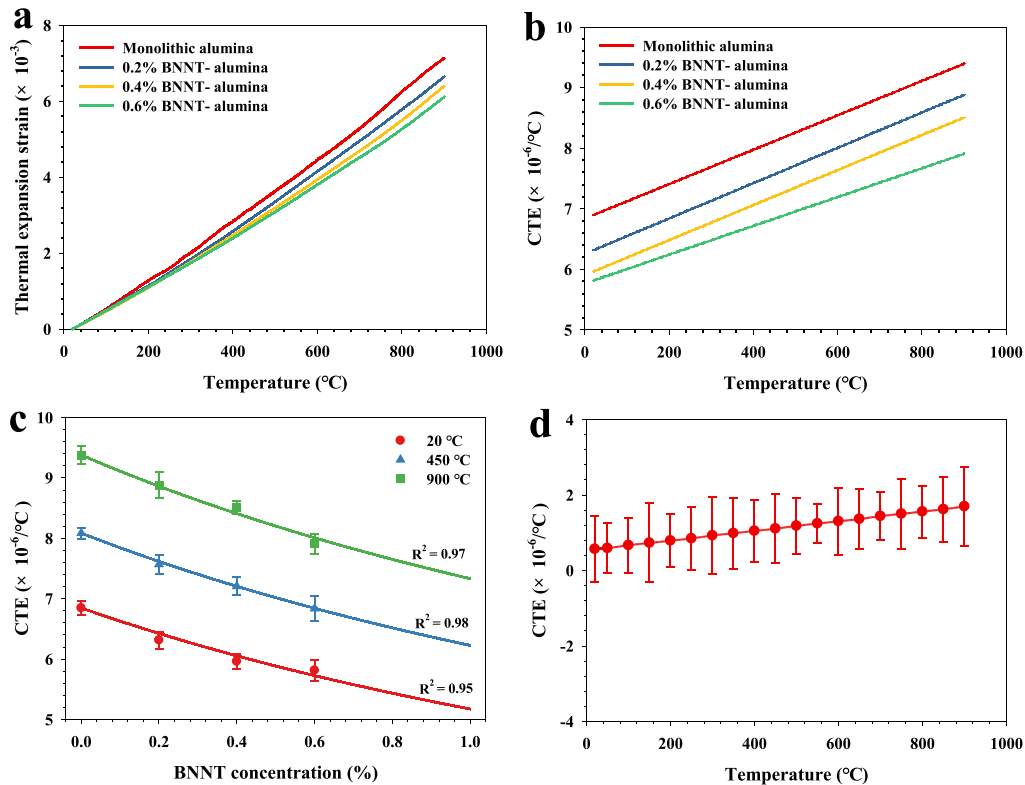 a
Thermal expansion strain (× 10⁻³)
8
6
4
2
0
Monolithic alumina
0.2% BNNT- alumina
0.4% BNNT- alumina
0.6% BNNT- alumina
0 200 400 600 800 1000
Temperature (℃)
b
CTE (× 10⁻⁶/℃)
10
9
8
7
6
5
Monolithic alumina
0.2% BNNT- alumina
0.4% BNNT- alumina
0.6% BNNT- alumina
0 200 400 600 800 1000
Temperature (℃)
c
CTE (× 10⁻⁶/℃)
10
9
8
7
6
5
20 ℃
450 ℃
900 ℃
R² = 0.97
R² = 0.98
R² = 0.95
0.0 0.2 0.4 0.6 0.8 1.0
BNNT concentration (%)
d
CTE (× 10⁻⁶/℃)
4
2
0
-2
-4
0 200 400 600 800 1000
Temperature (℃)